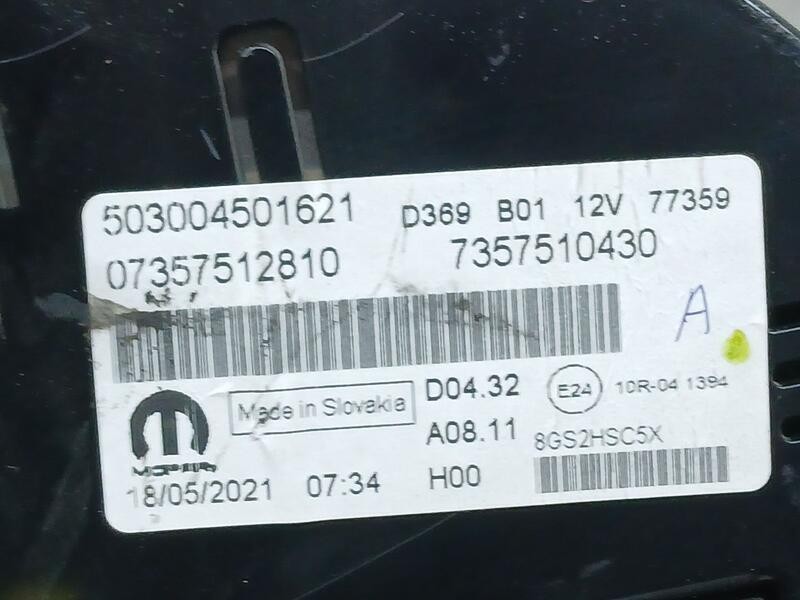 503004501621 D369 B01 12V 77359
07357512810 7357510430
A
Made in Slovakia D04.32 E24 10R-04 1394
A08.11 8GS2HSC5X
MOPAR
18/05/2021 07:34 H00